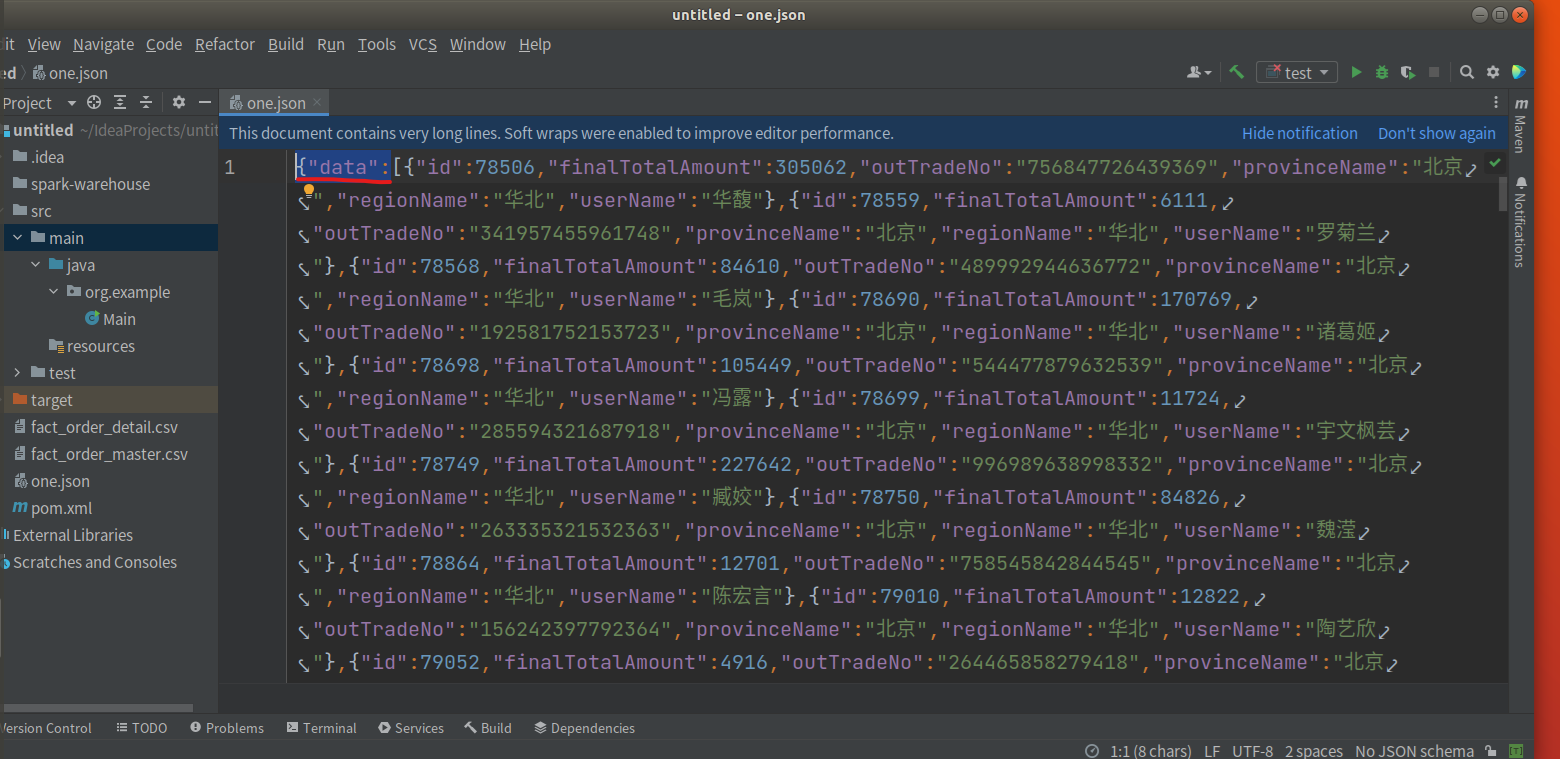 untitled – one.json
it View Navigate Code Refactor Build Run Tools VCS Window Help
ed one.json
test
Project
one.json
untitled ~/IdeaProjects/unti
.idea
spark-warehouse
src
main
java
org.example
Main
resources
test
target
fact_order_detail.csv
fact_order_master.csv
one.json
pom.xml
External Libraries
Scratches and Consoles
This document contains very long lines. Soft wraps were enabled to improve editor performance. Hide notification Don't show again
1 {"data":[{"id":78506,"finalTotalAmount":305062,"outTradeNo":"756847726439369","provinceName":"北京
","regionName":"华北","userName":"华馥"},{"id":78559,"finalTotalAmount":6111,
"outTradeNo":"341957455961748","provinceName":"北京","regionName":"华北","userName":"罗菊兰
"},{"id":78568,"finalTotalAmount":84610,"outTradeNo":"489992944636772","provinceName":"北京
","regionName":"华北","userName":"毛岚"},{"id":78690,"finalTotalAmount":170769,
"outTradeNo":"192581752153723","provinceName":"北京","regionName":"华北","userName":"诸葛姬
"},{"id":78698,"finalTotalAmount":105449,"outTradeNo":"544477879632539","provinceName":"北京
","regionName":"华北","userName":"冯露"},{"id":78699,"finalTotalAmount":11724,
"outTradeNo":"285594321687918","provinceName":"北京","regionName":"华北","userName":"宇文枫芸
"},{"id":78749,"finalTotalAmount":227642,"outTradeNo":"996989638998332","provinceName":"北京
","regionName":"华北","userName":"臧姣"},{"id":78750,"finalTotalAmount":84826,
"outTradeNo":"263335321532363","provinceName":"北京","regionName":"华北","userName":"魏滢
"},{"id":78864,"finalTotalAmount":12701,"outTradeNo":"758545842844545","provinceName":"北京
","regionName":"华北","userName":"陈宏言"},{"id":79010,"finalTotalAmount":12822,
"outTradeNo":"156242397792364","provinceName":"北京","regionName":"华北","userName":"陶艺欣
"},{"id":79052,"finalTotalAmount":4916,"outTradeNo":"264465858279418","provinceName":"北京
Maven
Notifications
Version Control TODO Problems Terminal Services Build Dependencies
1:1 (8 chars) LF UTF-8 2 spaces No JSON schema